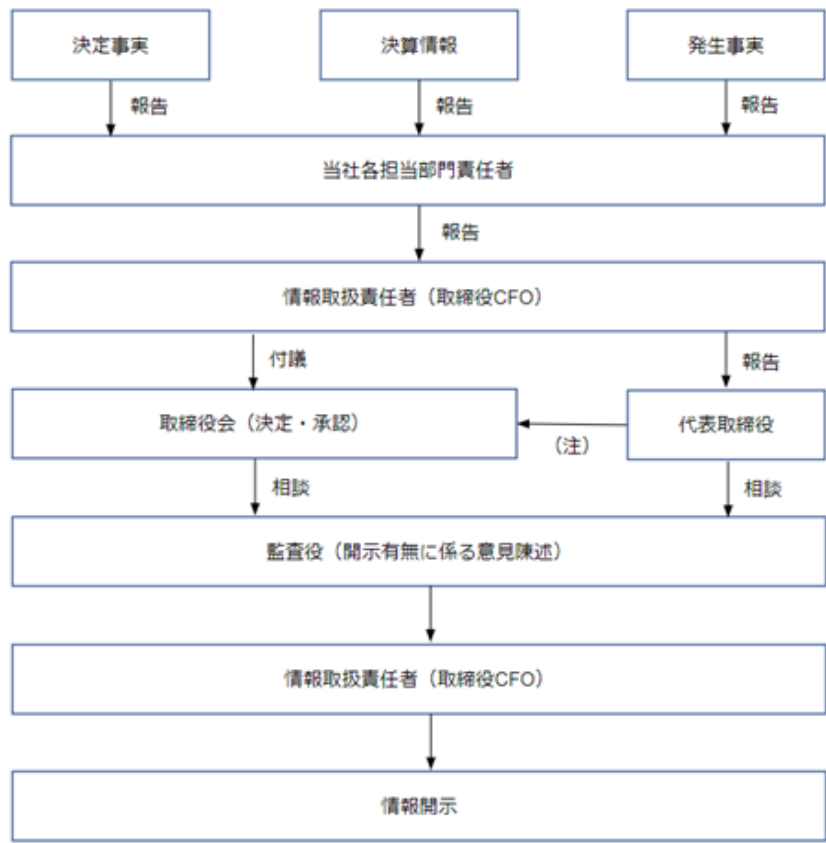 決定事実
決算情報
発生事実
報告
報告
報告
当社各担当部門責任者
報告
情報取扱責任者（取締役CFO）
付議
報告
取締役会（決定・承認）
（注）
代表取締役
相談
相談
監査役（開示有無に係る意見陳述）
情報取扱責任者（取締役CFO）
情報開示